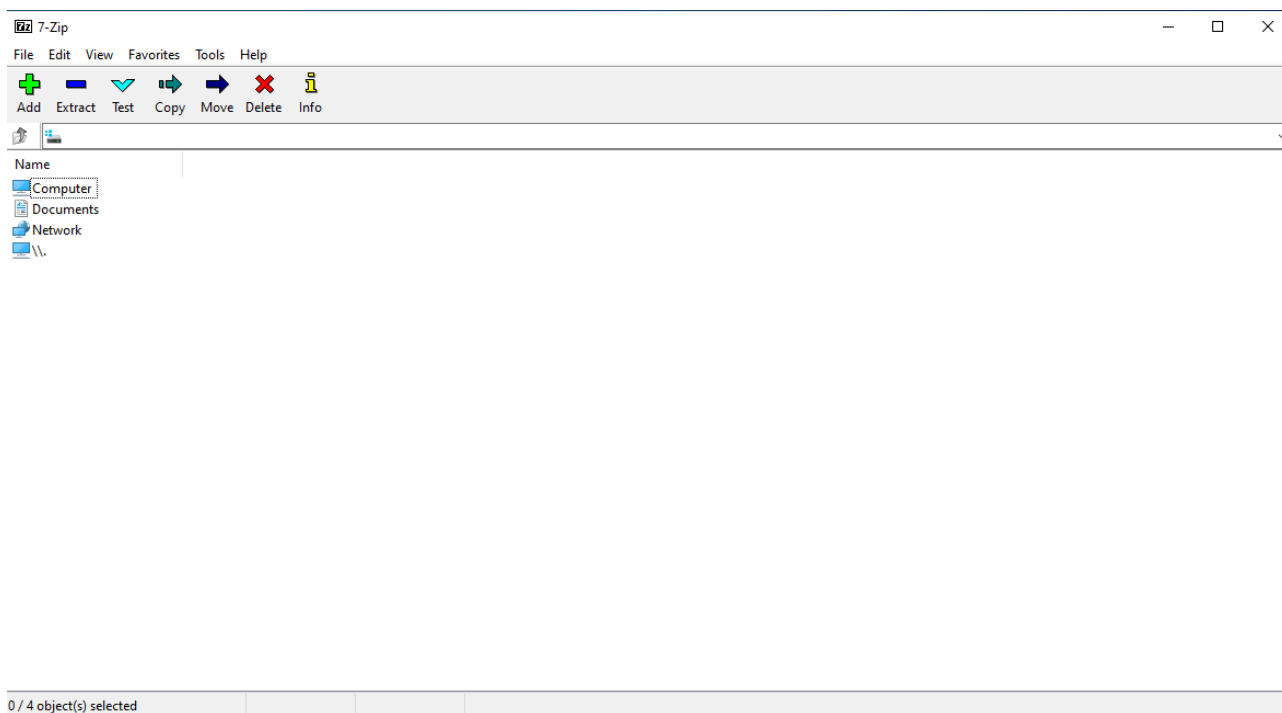 7z 7-Zip
File Edit View Favorites Tools Help
Add Extract Test Copy Move Delete Info
Name
Computer
Documents
Network
\\.
0 / 4 object(s) selected